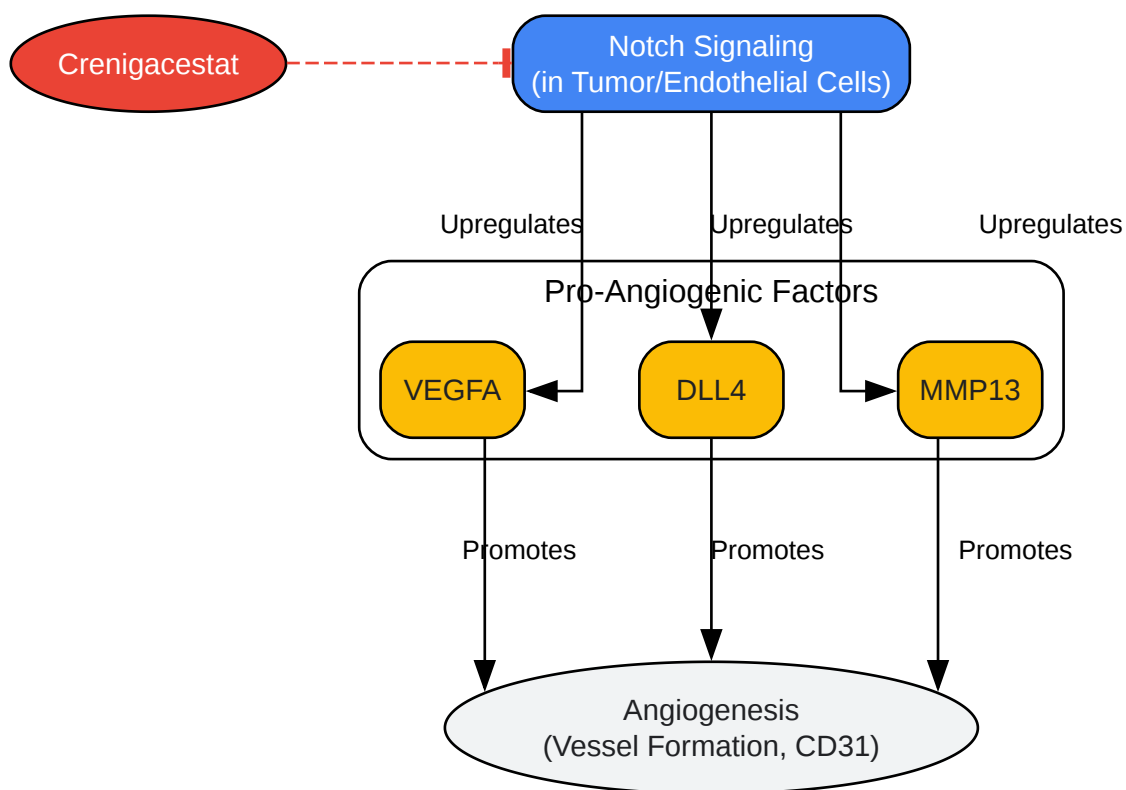 Crenigacestat
Notch Signaling
(in Tumor/Endothelial Cells)
Upregulates
Upregulates
Upregulates
Pro-Angiogenic Factors
VEGFA
DLL4
MMP13
Promotes
Promotes
Promotes
Angiogenesis
(Vessel Formation, CD31)